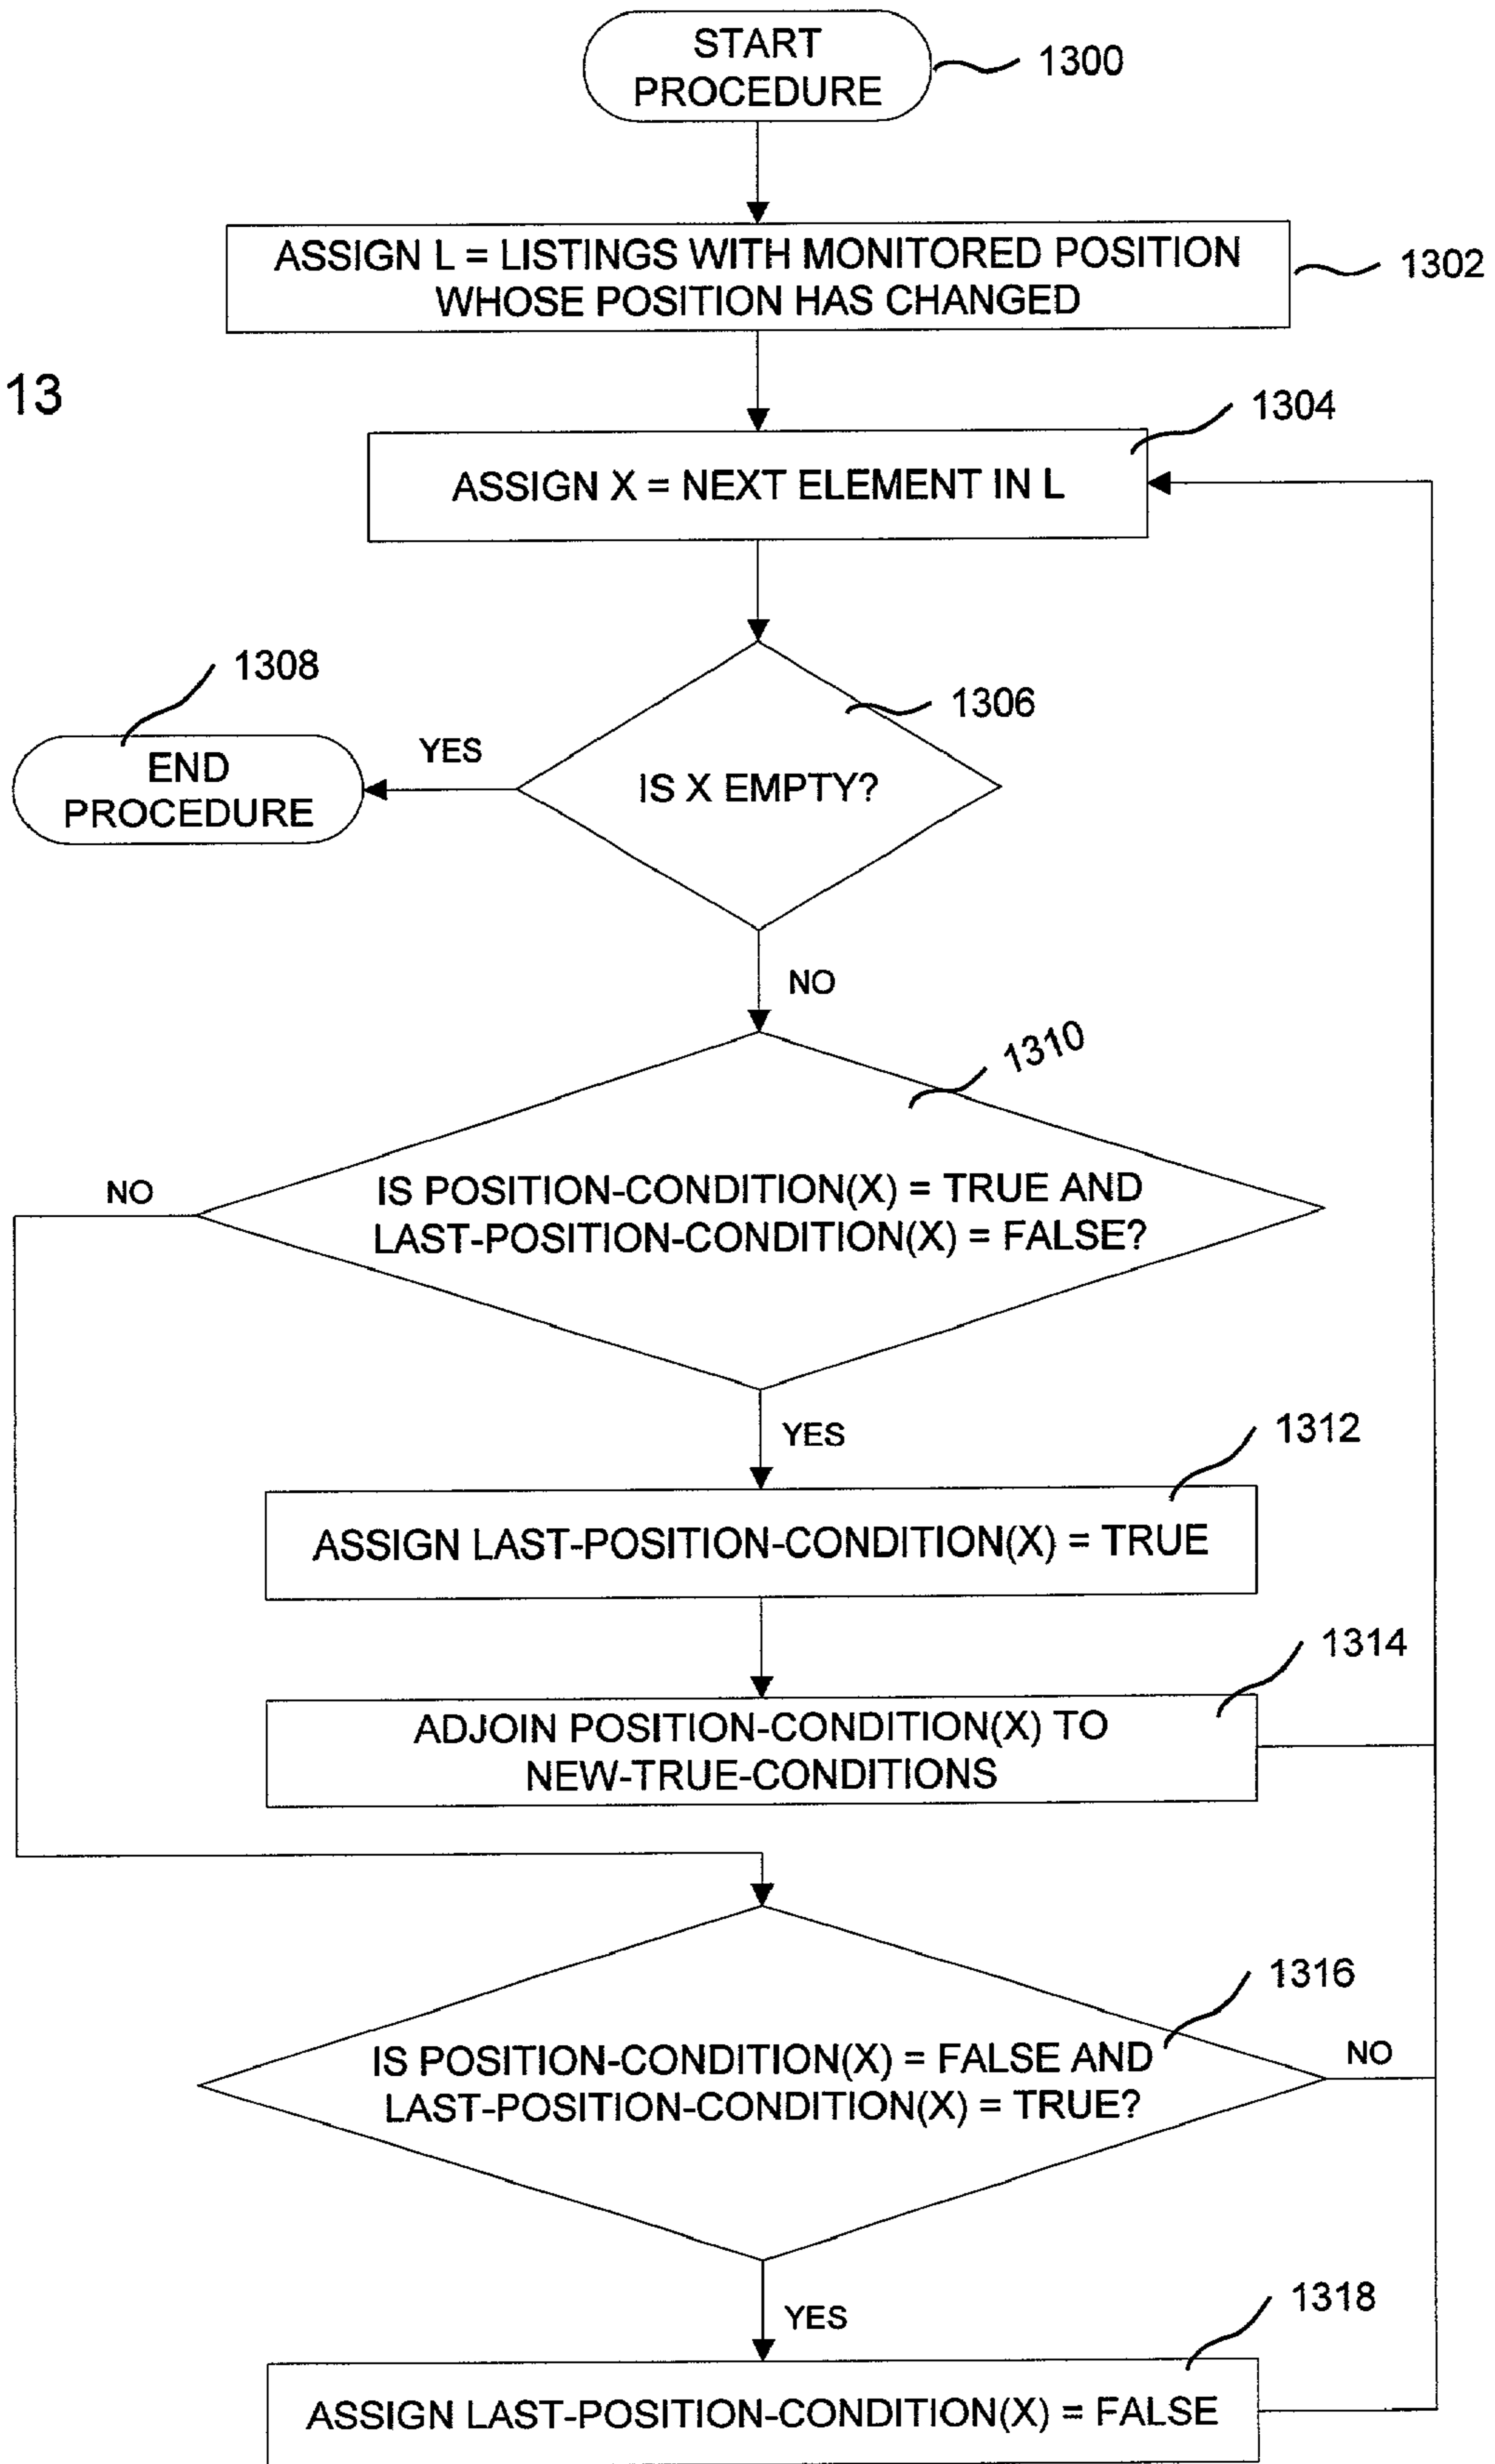 START
PROCEDURE
1300
ASSIGN L = LISTINGS WITH MONITORED POSITION
WHOSE POSITION HAS CHANGED
1302
13
1304
ASSIGN X = NEXT ELEMENT IN L
1308
1306
END
PROCEDURE
YES
IS X EMPTY?
NO
1310
NO
IS POSITION-CONDITION(X) = TRUE AND
LAST-POSITION-CONDITION(X) = FALSE?
YES
1312
ASSIGN LAST-POSITION-CONDITION(X) = TRUE
1314
ADJOIN POSITION-CONDITION(X) TO
NEW-TRUE-CONDITIONS
1316
IS POSITION-CONDITION(X) = FALSE AND
LAST-POSITION-CONDITION(X) = TRUE?
NO
YES
1318
ASSIGN LAST-POSITION-CONDITION(X) = FALSE